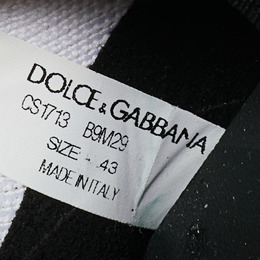 DOLCE & GABBANA
CS1713 B9M29
SIZE - 43
MADE IN ITALY